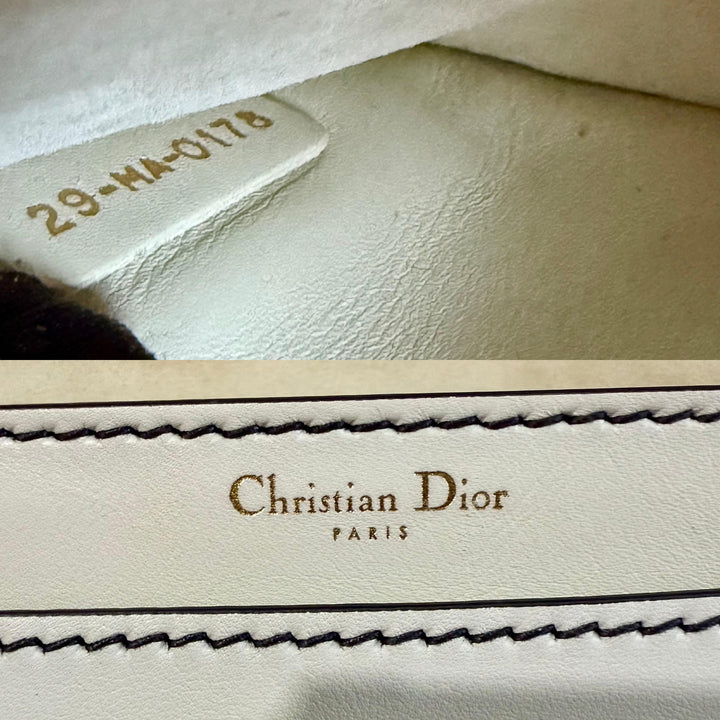 29-MA-0178
Christian Dior
PARIS